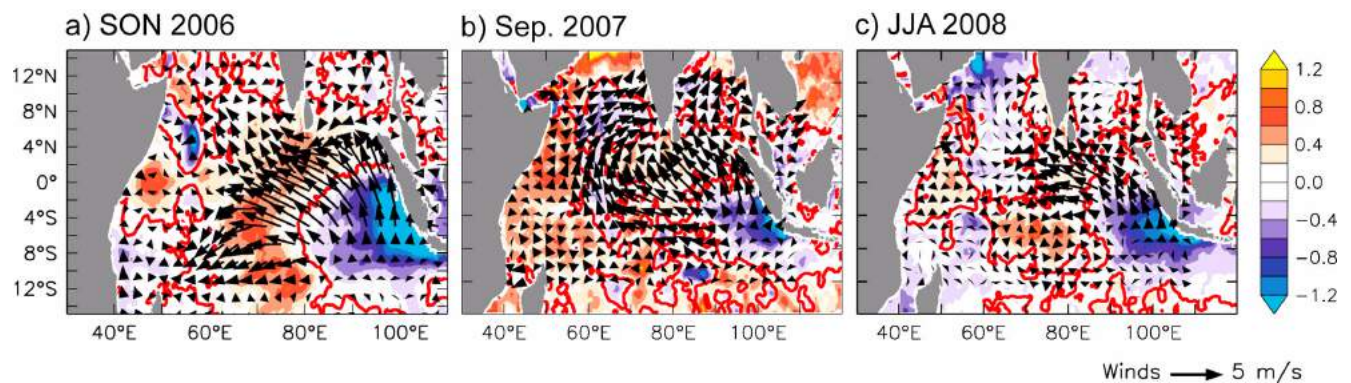 a) SON 2006
b) Sep. 2007
c) JJA 2008
12°N
8°N
4°N
0°
4°S
8°S
12°S
40°E 60°E 80°E 100°E
40°E 60°E 80°E 100°E
40°E 60°E 80°E 100°E
1.2
0.8
0.4
0.0
−0.4
−0.8
−1.2
Winds 5 m/s